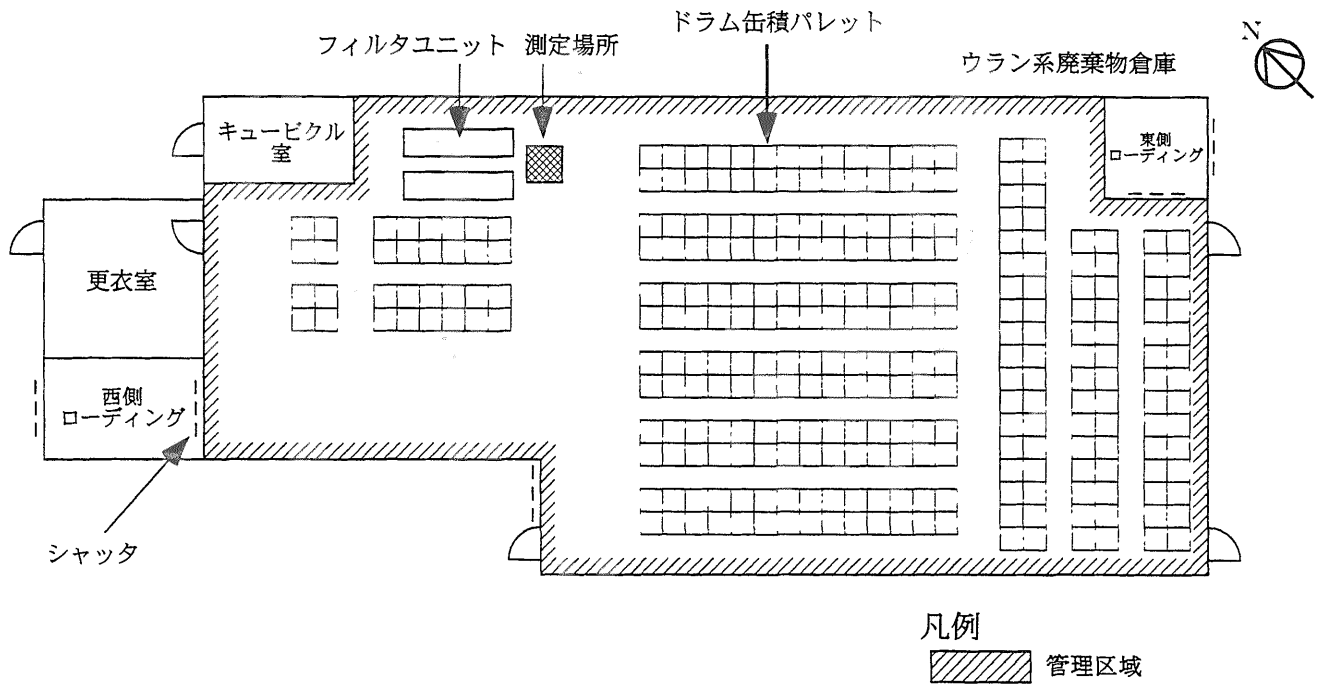 ドラム缶積パレット
フィルタユニット
測定場所
ウラン系廃棄物倉庫
N
キュービクル
室
東側
ローディング
更衣室
西側
ローディング
シャッタ
凡例
管理区域